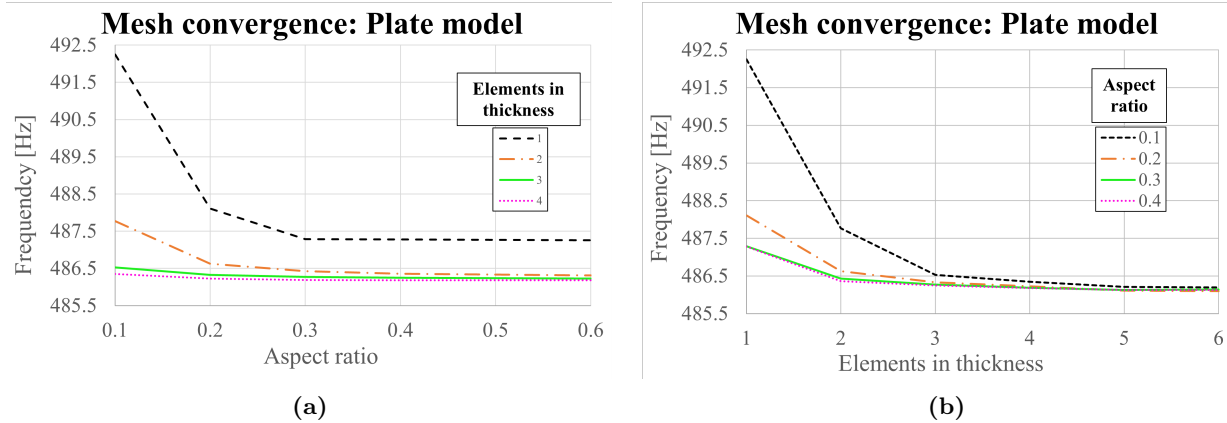 Mesh convergence: Plate model
492.5
491.5
490.5
489.5
488.5
487.5
486.5
485.5
Frequendcy [Hz]
Elements in
thickness
1
2
3
4
0.1 0.2 0.3 0.4 0.5 0.6
Aspect ratio
(a)
Mesh convergence: Plate model
492.5
491.5
490.5
489.5
488.5
487.5
486.5
485.5
Frequency [Hz]
Aspect
ratio
0.1
0.2
0.3
0.4
1 2 3 4 5 6
Elements in thickness
(b)